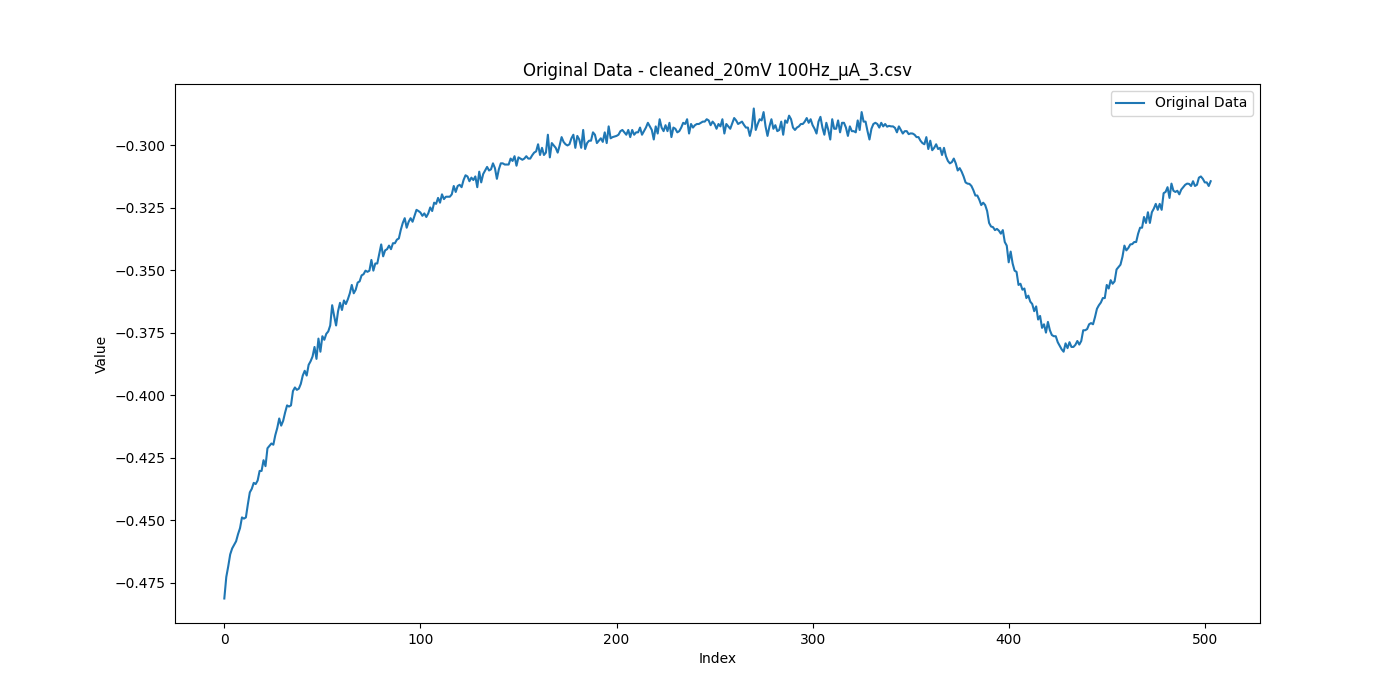 Original Data - cleaned_20mV 100Hz_μA_3.csv
Original Data
−0.300
−0.325
−0.350
−0.375
−0.400
−0.425
−0.450
−0.475
Value
0 100 200 300 400 500
Index